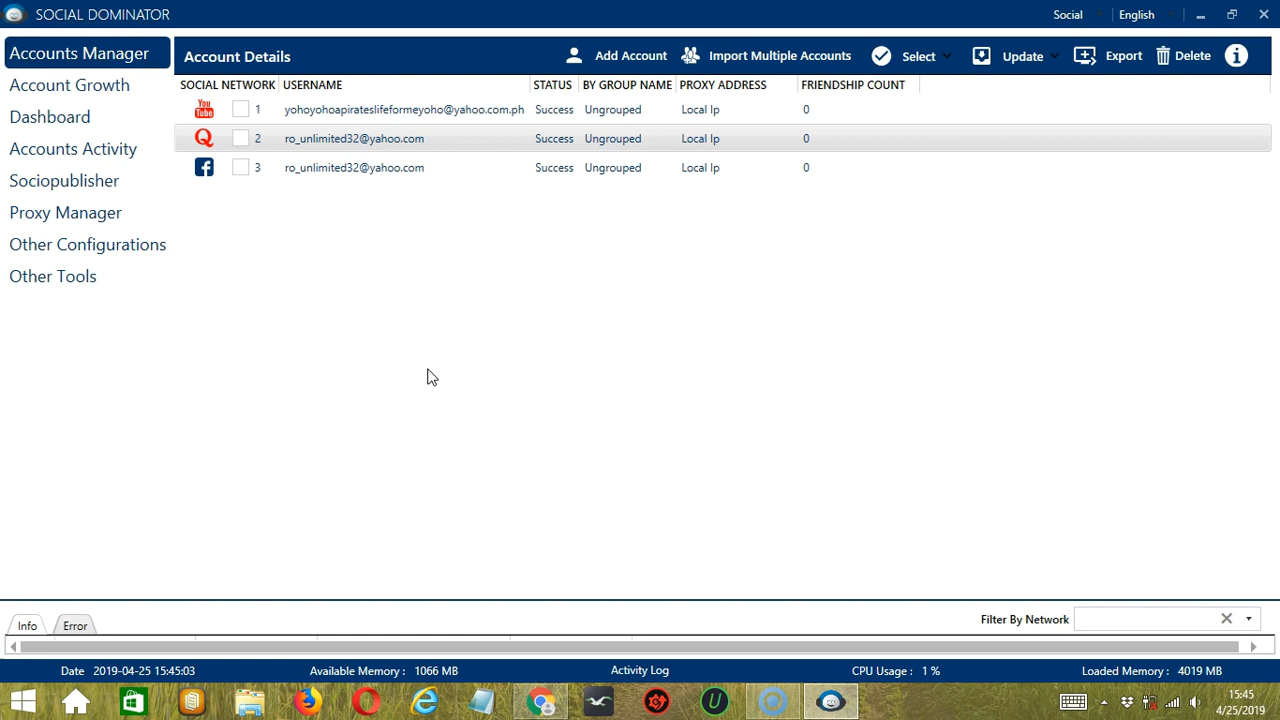 SOCIAL DOMINATOR Social English
Accounts Manager
Account Growth
Dashboard
Accounts Activity
Sociopublisher
Proxy Manager
Other Configurations
Other Tools
Account Details Add Account Import Multiple Accounts Select Update Export Delete
SOCIAL NETWORK USERNAME STATUS BY GROUP NAME PROXY ADDRESS FRIENDSHIP COUNT
You Tube 1 yohoyohoapirateslifeformeyoho@yahoo.com.ph Success Ungrouped Local Ip 0
Q 2 ro_unlimited32@yahoo.com Success Ungrouped Local Ip 0
f 3 ro_unlimited32@yahoo.com Success Ungrouped Local Ip 0
Info Error Filter By Network
Date 2019-04-25 15:45:03 Available Memory : 1066 MB Activity Log CPU Usage : 1 % Loaded Memory : 4019 MB
15:45
4/25/2019